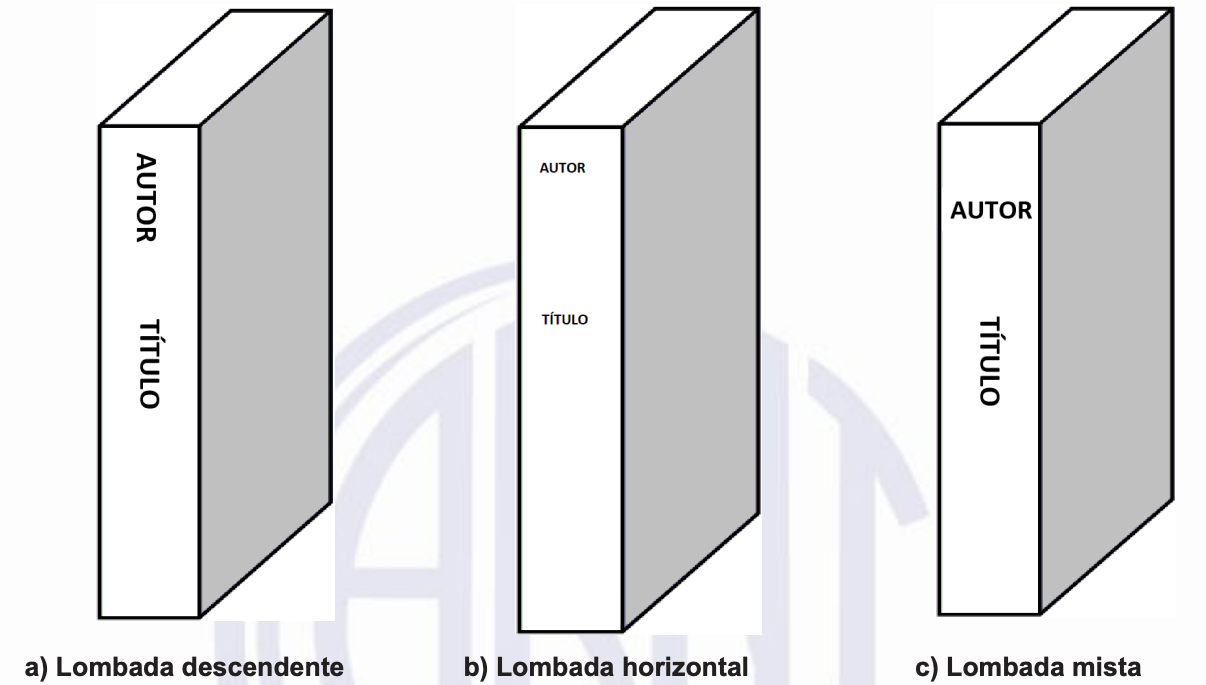 AUTOR
TÍTULO
AUTOR
TÍTULO
AUTOR
TÍTULO
a) Lombada descendente
b) Lombada horizontal
c) Lombada mista